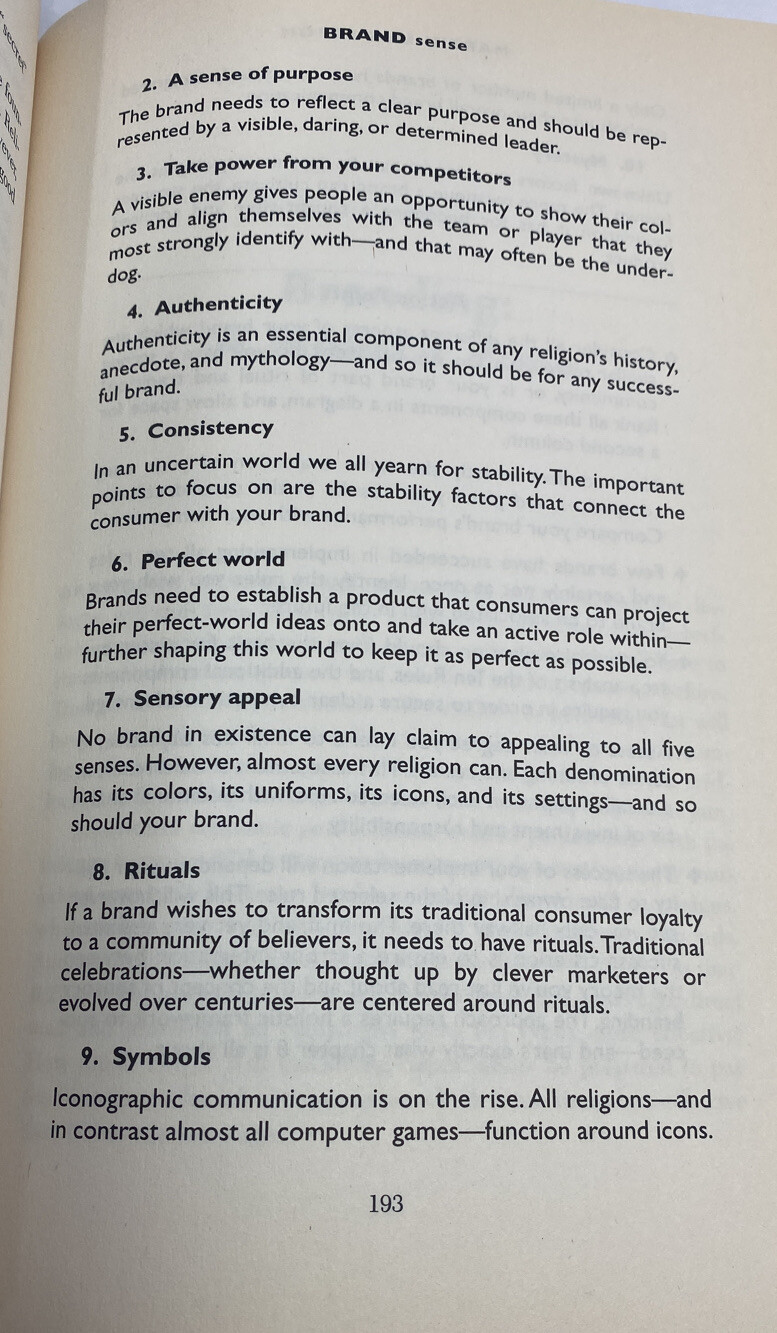 BRAND sense
2. A sense of purpose
The brand needs to reflect a clear purpose and should be rep-
resented by a visible, daring, or determined leader.
3. Take power from your competitors
A visible enemy gives people an opportunity to show their col-
ors and align themselves with the team or player that they
most strongly identify with—and that may often be the under-
dog.
4. Authenticity
Authenticity is an essential component of any religion's history,
anecdote, and mythology—and so it should be for any success-
ful brand.
5. Consistency
In an uncertain world we all yearn for stability. The important
points to focus on are the stability factors that connect the
consumer with your brand.
6. Perfect world
Brands need to establish a product that consumers can project
their perfect-world ideas onto and take an active role within—
further shaping this world to keep it as perfect as possible.
7. Sensory appeal
No brand in existence can lay claim to appealing to all five
senses. However, almost every religion can. Each denomination
has its colors, its uniforms, its icons, and its settings—and so
should your brand.
8. Rituals
If a brand wishes to transform its traditional consumer loyalty
to a community of believers, it needs to have rituals. Traditional
celebrations—whether thought up by clever marketers or
evolved over centuries—are centered around rituals.
9. Symbols
Iconographic communication is on the rise. All religions—and
in contrast almost all computer games—function around icons.
193